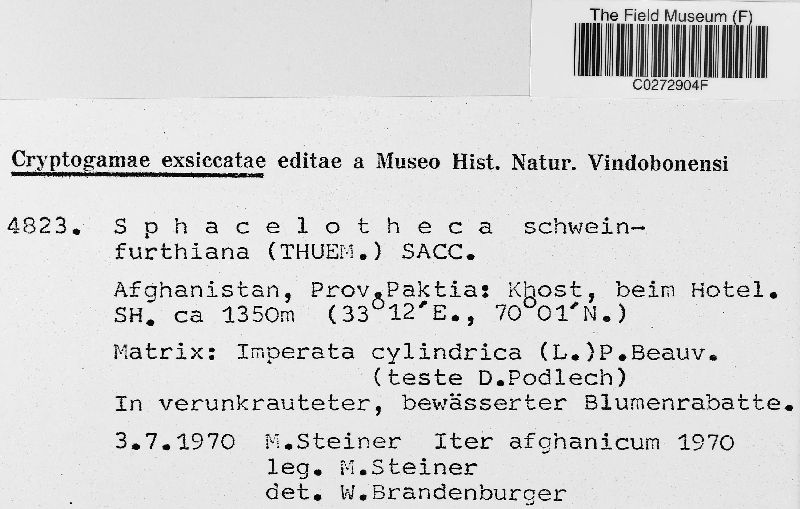 The Field Museum (F)
C0272904F
Cryptogamae exsiccatae editae a Museo Hist. Natur. Vindobonensi
4823. S p h a c e l o t h e c a schwein-
furthiana (THUEM.) SACC.
Afghanistan, Prov.Paktia: Khost, beim Hotel.
SH. ca 1350m (33°12′E., 70°01′N.)
Matrix: Imperata cylindrica (L.)P.Beauv.
(teste D.Podlech)
In verunkrauteter, bewässerter Blumenrabatte.
3.7.1970 M.Steiner Iter afghanicum 1970
leg. M.Steiner
det. W.Brandenburger